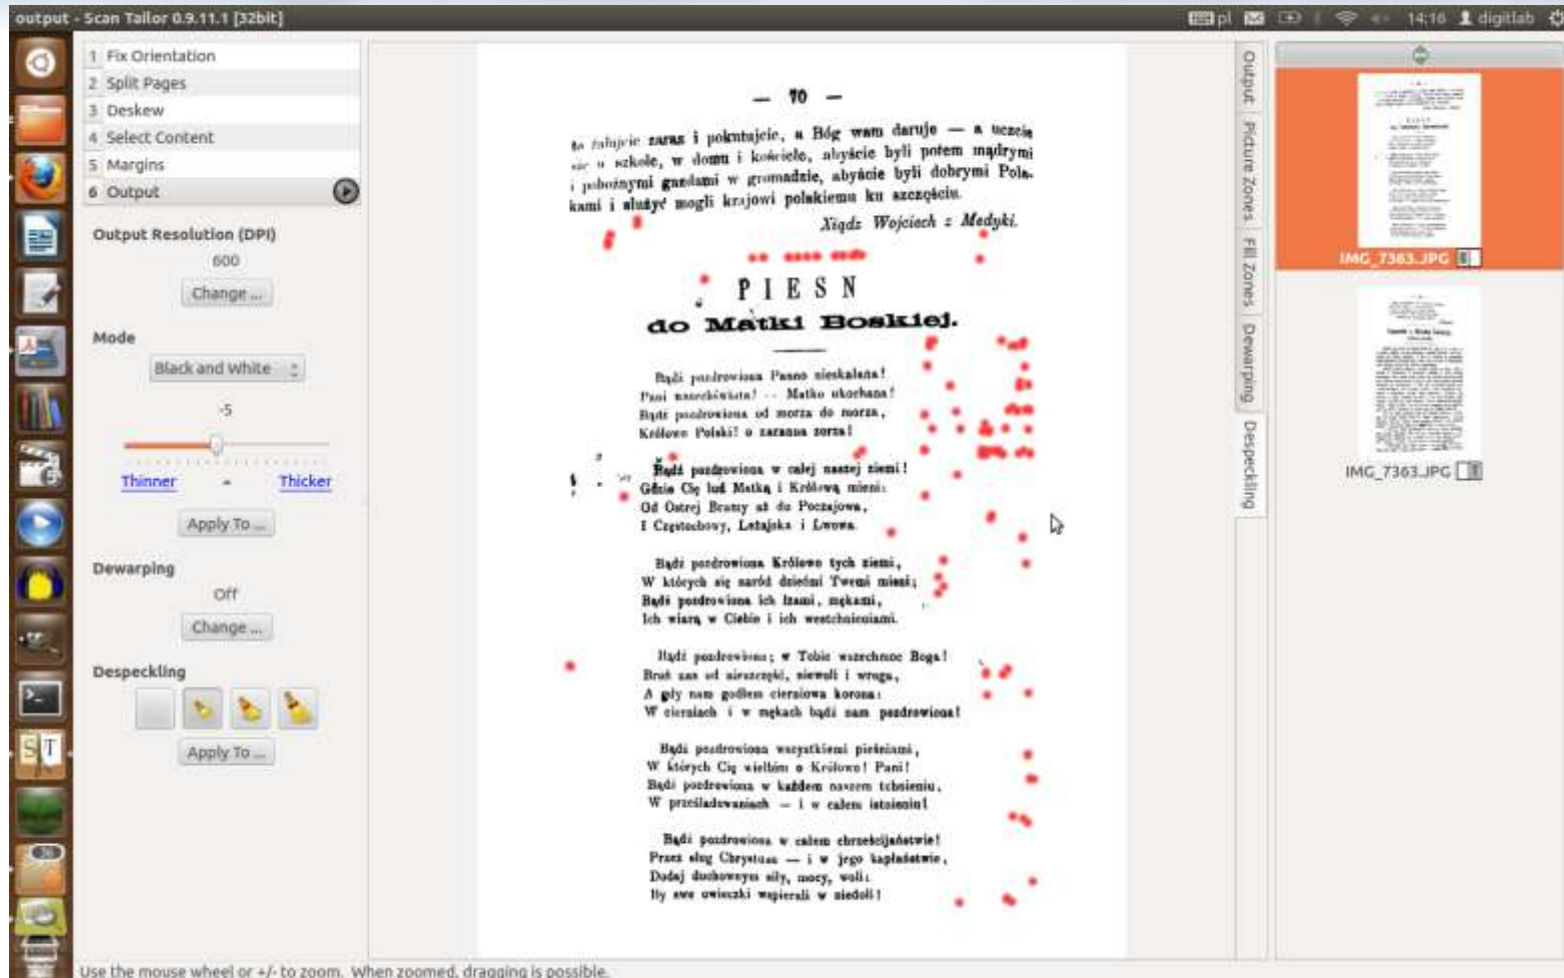 output - Scan Tailor 0.9.11.1 [32bit]
pl 14:16 digitlab
1 Fix Orientation
2 Split Pages
3 Deskew
4 Select Content
5 Margins
6 Output
Output Resolution (DPI)
600
Change ...
Mode
Black and White
-5
Thinner Thicker
Apply To ...
Dewarping
Off
Change ...
Despeckling
Apply To ...
— 70 —
zaraz i pokutujcie, a Bóg wam daruje — a uczcie
szkole, w domu i kościele, abyście byli potem mądrymi
i pobożnymi gazdami w gromadzie, abyście byli dobrymi Pola-
kami i służyć mogli krajowi polskiemu ku szczęściu.
Xiądz Wojciech z Medyki.
PIESN
do Matki Boskiej.
Bądź pozdrowiona Panno nieskalana!
Pani - - Matko ukochana!
Bądź pozdrowiona od morza do morza,
Królowo Polski! o zaranna zorza!
Bądź pozdrowiona w całej naszej ziemi!
Gdzie Cię lud Matką i Królową mieni:
Od Ostrej Bramy aż do Poczajowa,
I Częstochowy, Leżajska i Lwowa.
Bądź pozdrowiona Królowo tych ziemi,
W których się naród dziećmi Twemi mieni;
Bądź pozdrowiona ich łzami, mękami,
Ich wiarą w Ciebie i ich westchnieniami.
Bądź pozdrowiona; w Tobie wszechmoc Boga!
Broń nas od nieszczęść, niewoli i wroga,
A gdy nam godłem cierniowa korona:
W cierniach i w mękach bądź nam pozdrowiona!
Bądź pozdrowiona wszystkiemi pieśniami,
W których Cię wielbim o Królowo! Pani!
Bądź pozdrowiona w każdem naszem tchnieniu,
W prześladowaniach — i w całem istnieniu!
Bądź pozdrowiona w całem chrześcijaństwie!
Przez sług Chrystusa — i w jego kapłaństwie,
Dodaj duchownym siły, mocy, woli:
By swe owieczki wspierali w niedoli!
Output
Picture Zones
Fill Zones
Dewarping
Despeckling
IMG_7363.JPG
IMG_7363.JPG
Use the mouse wheel or +/- to zoom. When zoomed, dragging is possible.